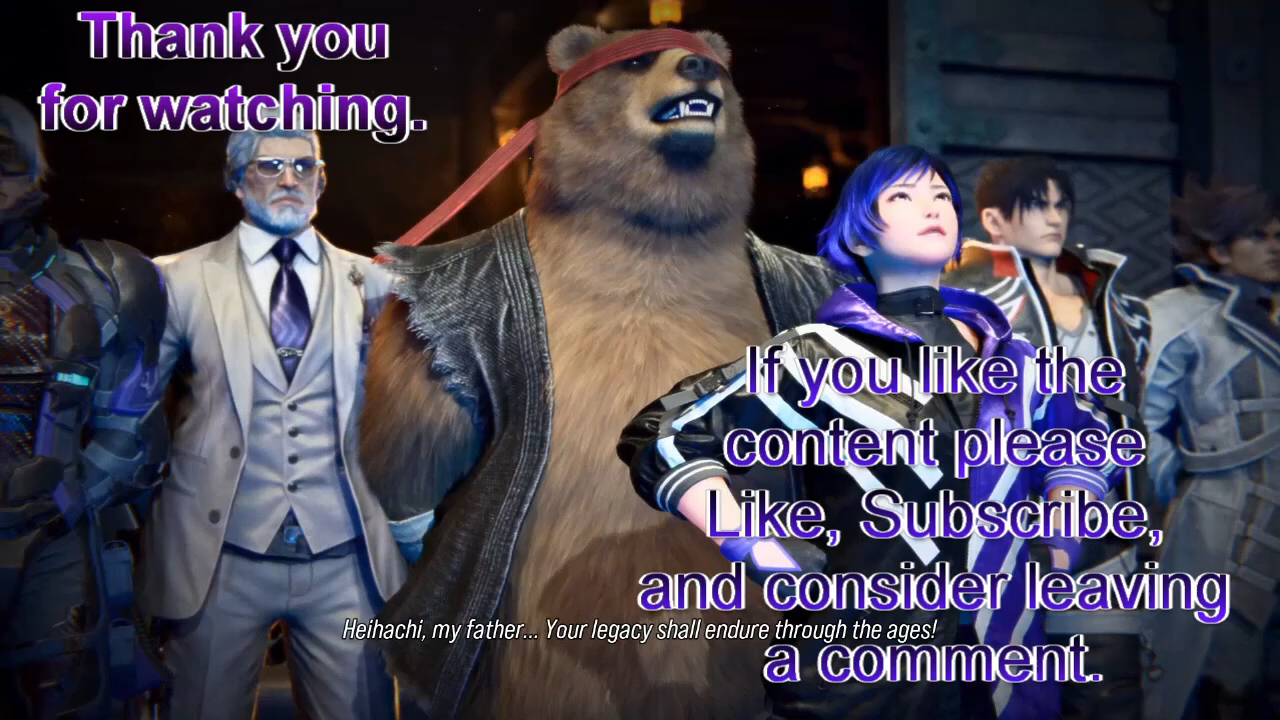 Thank you
for watching.
If you like the
content please
Like, Subscribe,
and consider leaving
a comment.
Heihachi, my father... Your legacy shall endure through the ages!